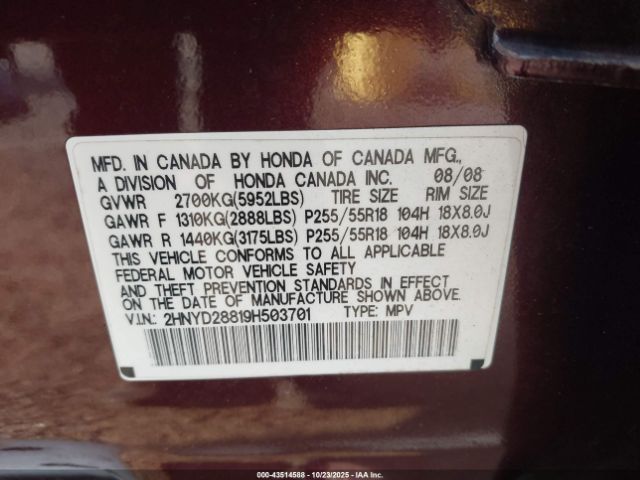 MFD. IN CANADA BY HONDA OF CANADA MFG.,
A DIVISION OF HONDA CANADA INC. 08/08
GVWR 2700KG(5952LBS) TIRE SIZE RIM SIZE
GAWR F 1310KG(2888LBS) P255/55R18 104H 18X8.0J
GAWR R 1440KG(3175LBS) P255/55R18 104H 18X8.0J
THIS VEHICLE CONFORMS TO ALL APPLICABLE
FEDERAL MOTOR VEHICLE SAFETY
AND THEFT PREVENTION STANDARDS IN EFFECT
ON THE DATE OF MANUFACTURE SHOWN ABOVE.
V.I.N.: 2HNYD28819H503701 TYPE: MPV
000-43514588 - 10/23/2025 - IAA Inc.